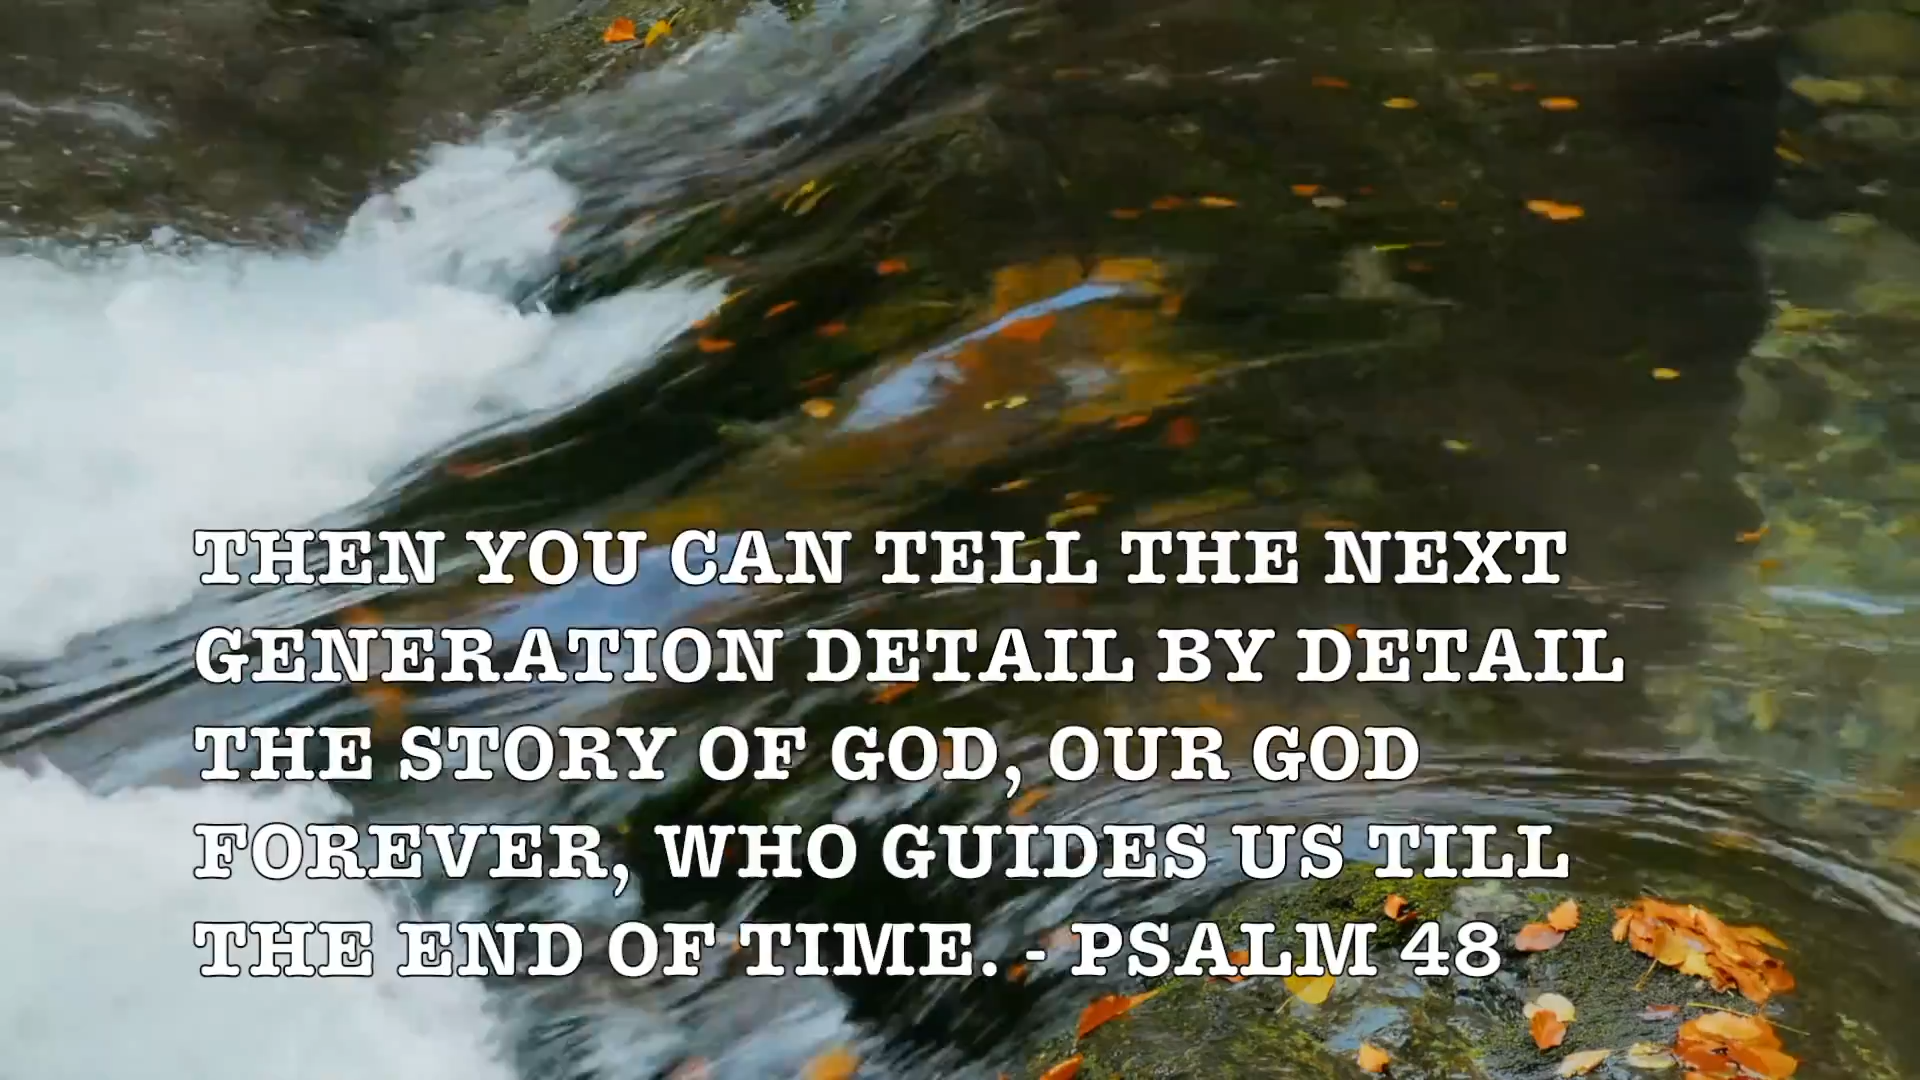 THEN YOU CAN TELL THE NEXT
GENERATION DETAIL BY DETAIL
THE STORY OF GOD, OUR GOD
FOREVER, WHO GUIDES US TILL
THE END OF TIME. - PSALM 48